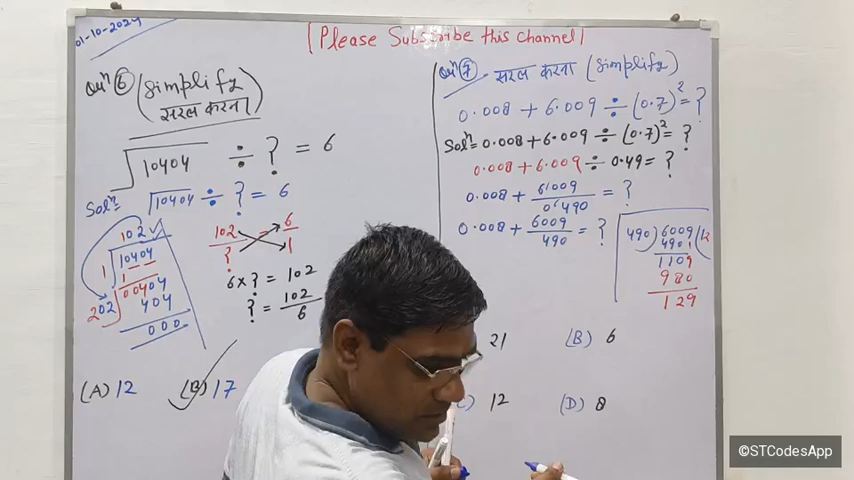 01-10-2024
[Please Subscribe this channel]
Quⁿ 6 (Simplify
सरल करना)
√10404 ÷ ? = 6
Solⁿ= √10404 ÷ ? = 6
102 ✓
1 √10404
1
202 00404
404
000
102/? = 6/1
6×? = 102
? = 102/6
(A) 12
(B) 17
Quⁿ 7 सरल करना (Simplify)
0.008 + 6.009 ÷ (0.7)² = ?
Solⁿ= 0.008 + 6.009 ÷ (0.7)² = ?
0.008 + 6.009 ÷ 0.49 = ?
0.008 + 6.009/0.490 = ?
0.008 + 6009/490 = ?
490) 6009 (12
490
1109
980
129
21
(B) 6
C) 12
(D) 8
©STCodesApp